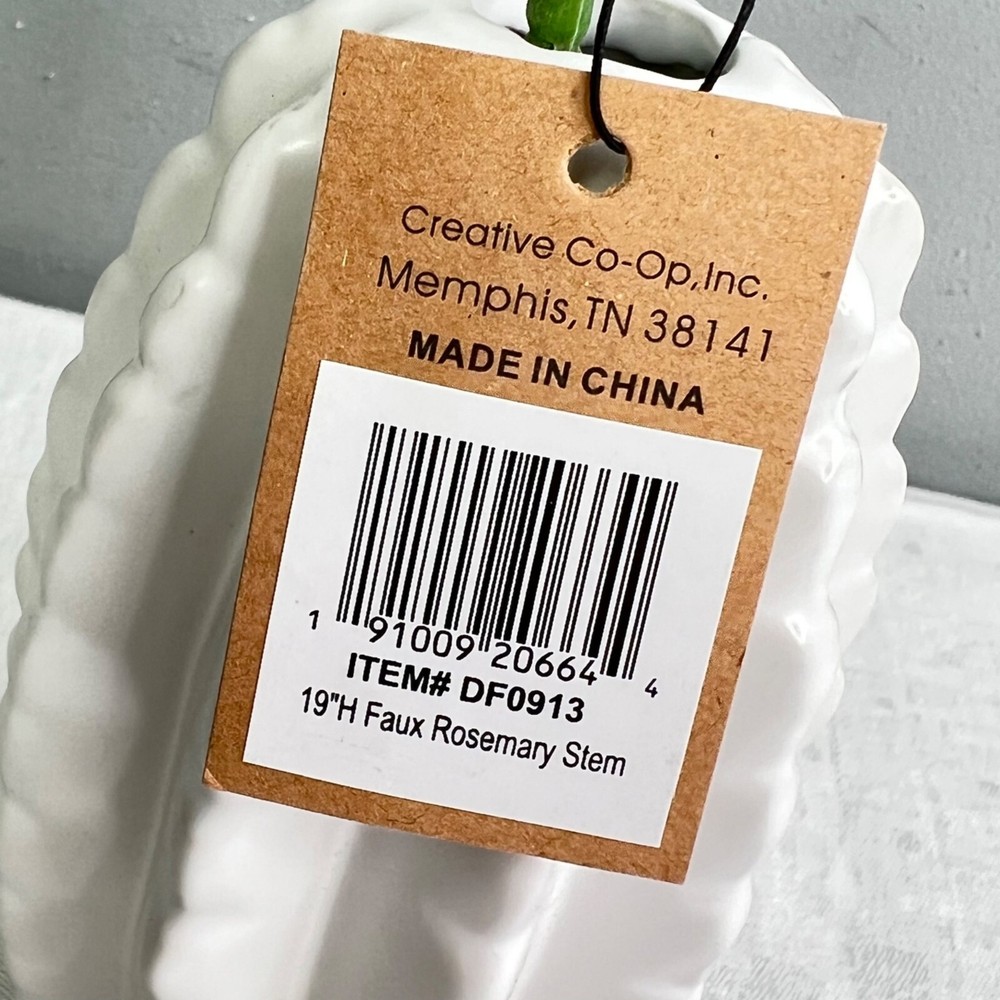 Creative Co-Op,Inc.
Memphis,TN 38141
MADE IN CHINA
1 91009 20664 4
ITEM# DF0913
19"H Faux Rosemary Stem